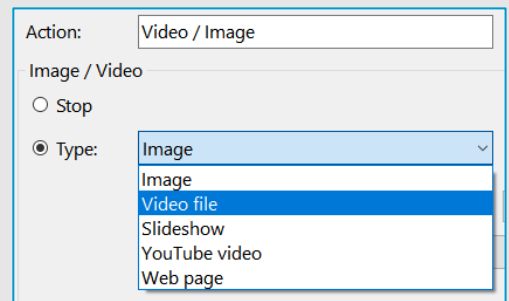 Action: Video / Image
Image / Video
Stop
Type: Image
Image
Video file
Slideshow
YouTube video
Web page